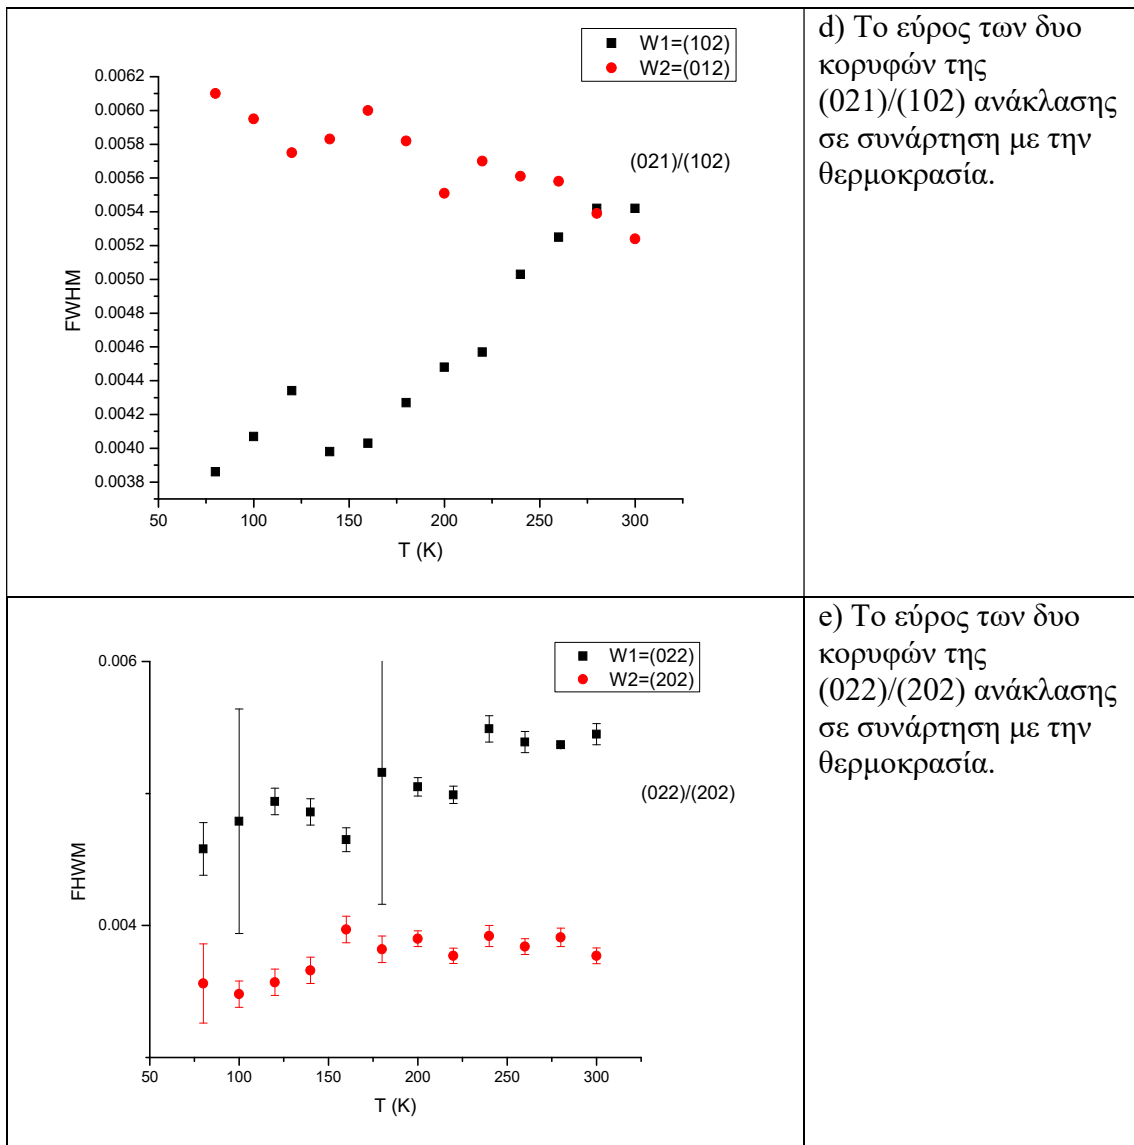 W1=(102)
W2=(012)
0.0062
0.0060
0.0058
0.0056
0.0054
0.0052
0.0050
0.0048
0.0046
0.0044
0.0042
0.0040
0.0038
FWHM
(021)/(102)
50 100 150 200 250 300
T (K)
d) Το εύρος των δυο
κορυφών της
(021)/(102) ανάκλασης
σε συνάρτηση με την
θερμοκρασία.
W1=(022)
W2=(202)
0.006
0.004
FHWM
(022)/(202)
50 100 150 200 250 300
T (K)
e) Το εύρος των δυο
κορυφών της
(022)/(202) ανάκλασης
σε συνάρτηση με την
θερμοκρασία.